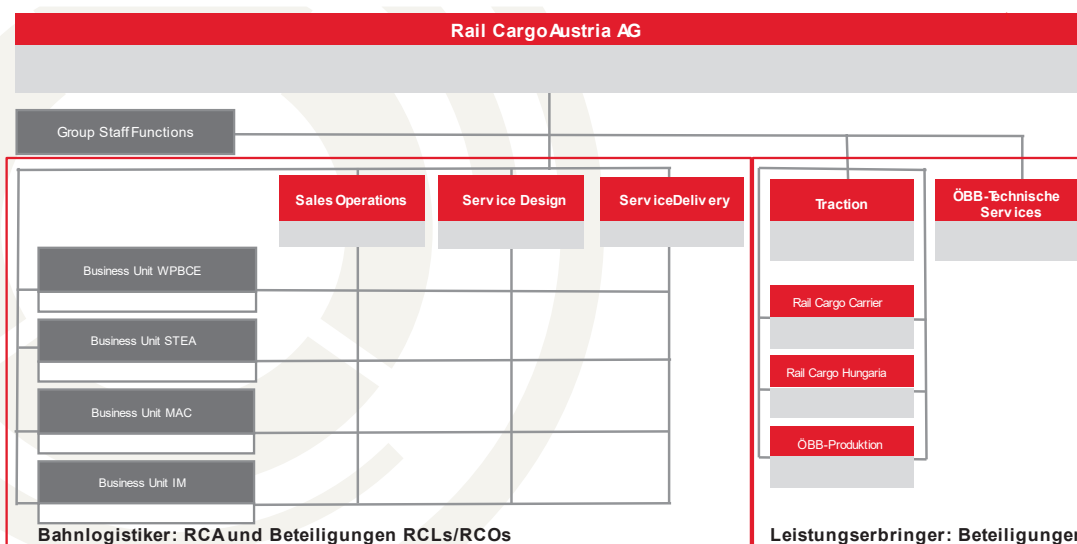 Rail Cargo Austria AG
Group Staff Functions
Sales Operations
Service Design
Service Delivery
Traction
ÖBB-Technische
Services
Business Unit WPBCE
Business Unit STEA
Business Unit MAC
Business Unit IM
Rail Cargo Carrier
Rail Cargo Hungaria
ÖBB-Produktion
Bahnlogistiker: RCA und Beteiligungen RCLs/RCOs
Leistungserbringer: Beteiligungen